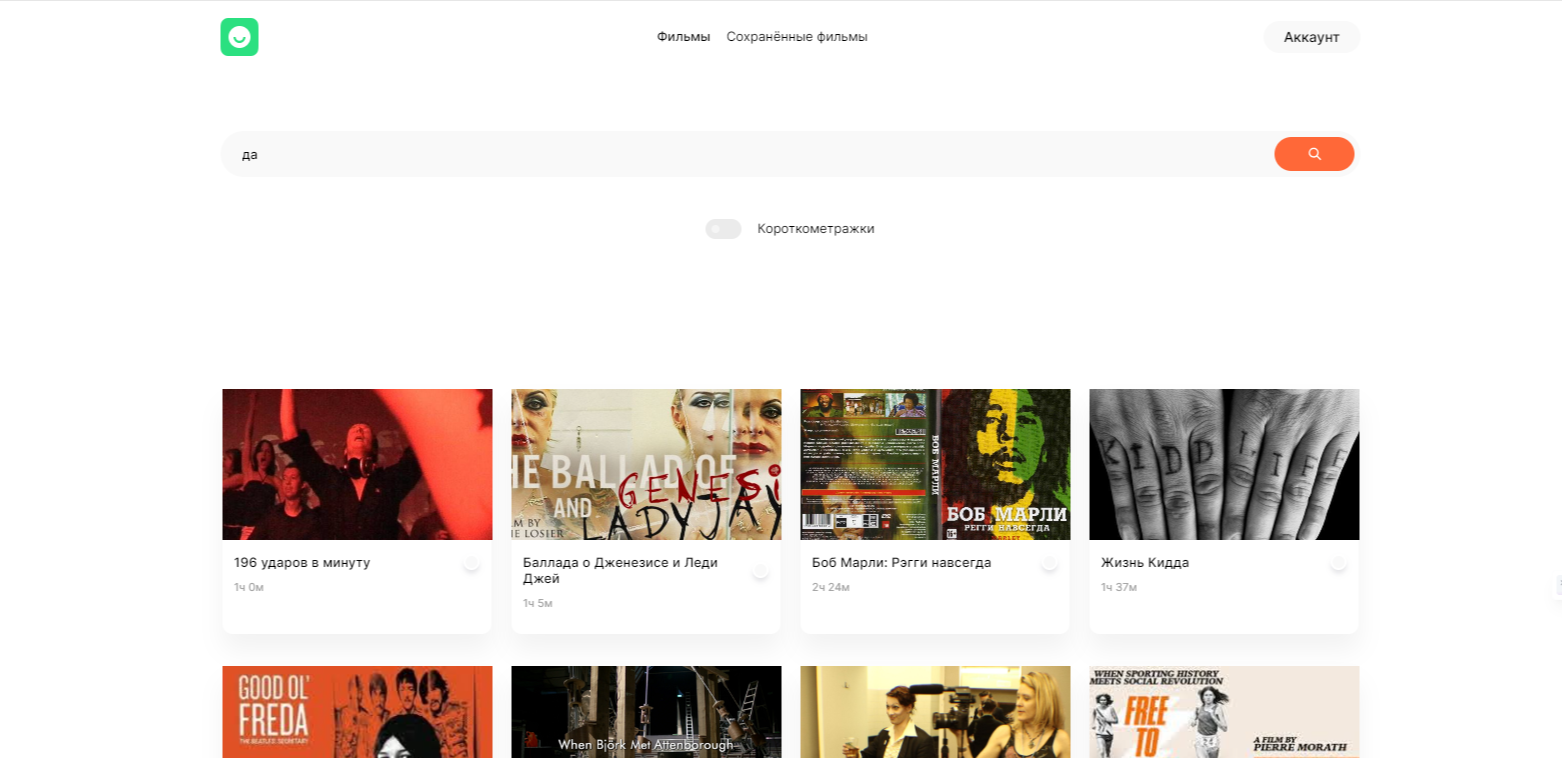 Фильмы Сохранённые фильмы Аккаунт
да
Короткометражки
HE BALLAD OF
GENESI
AND
LADY JAY
LM BY
IE LOSIER
БОБ МАРЛИ
БОБ МАРЛИ
РЕГГИ НАВСЕГДА
KIDD LIFE
196 ударов в минуту
1ч 0м
Баллада о Дженезисе и Леди
Джей
1ч 5м
Боб Марли: Рэгги навсегда
2ч 24м
Жизнь Кидда
1ч 37м
GOOD OL'
FREDA
THE BEATLES' SECRETARY
When Björk Met Attenborough
WHEN SPORTING HISTORY
MEETS SOCIAL REVOLUTION
FREE
TO
A FILM BY
PIERRE MORATH